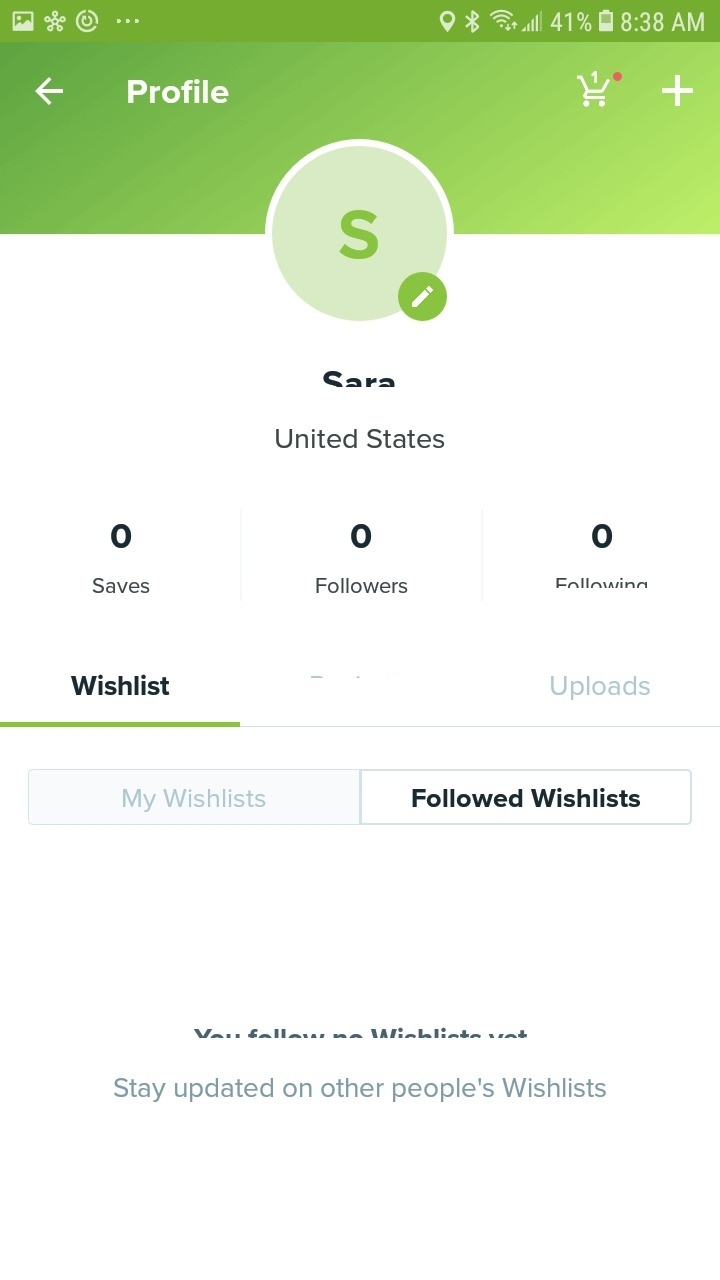 41% 8:38 AM
Profile
1
S
Sara
United States
0 0 0
Saves Followers Following
Wishlist Uploads
My Wishlists Followed Wishlists
You follow no Wishlists yet
Stay updated on other people's Wishlists